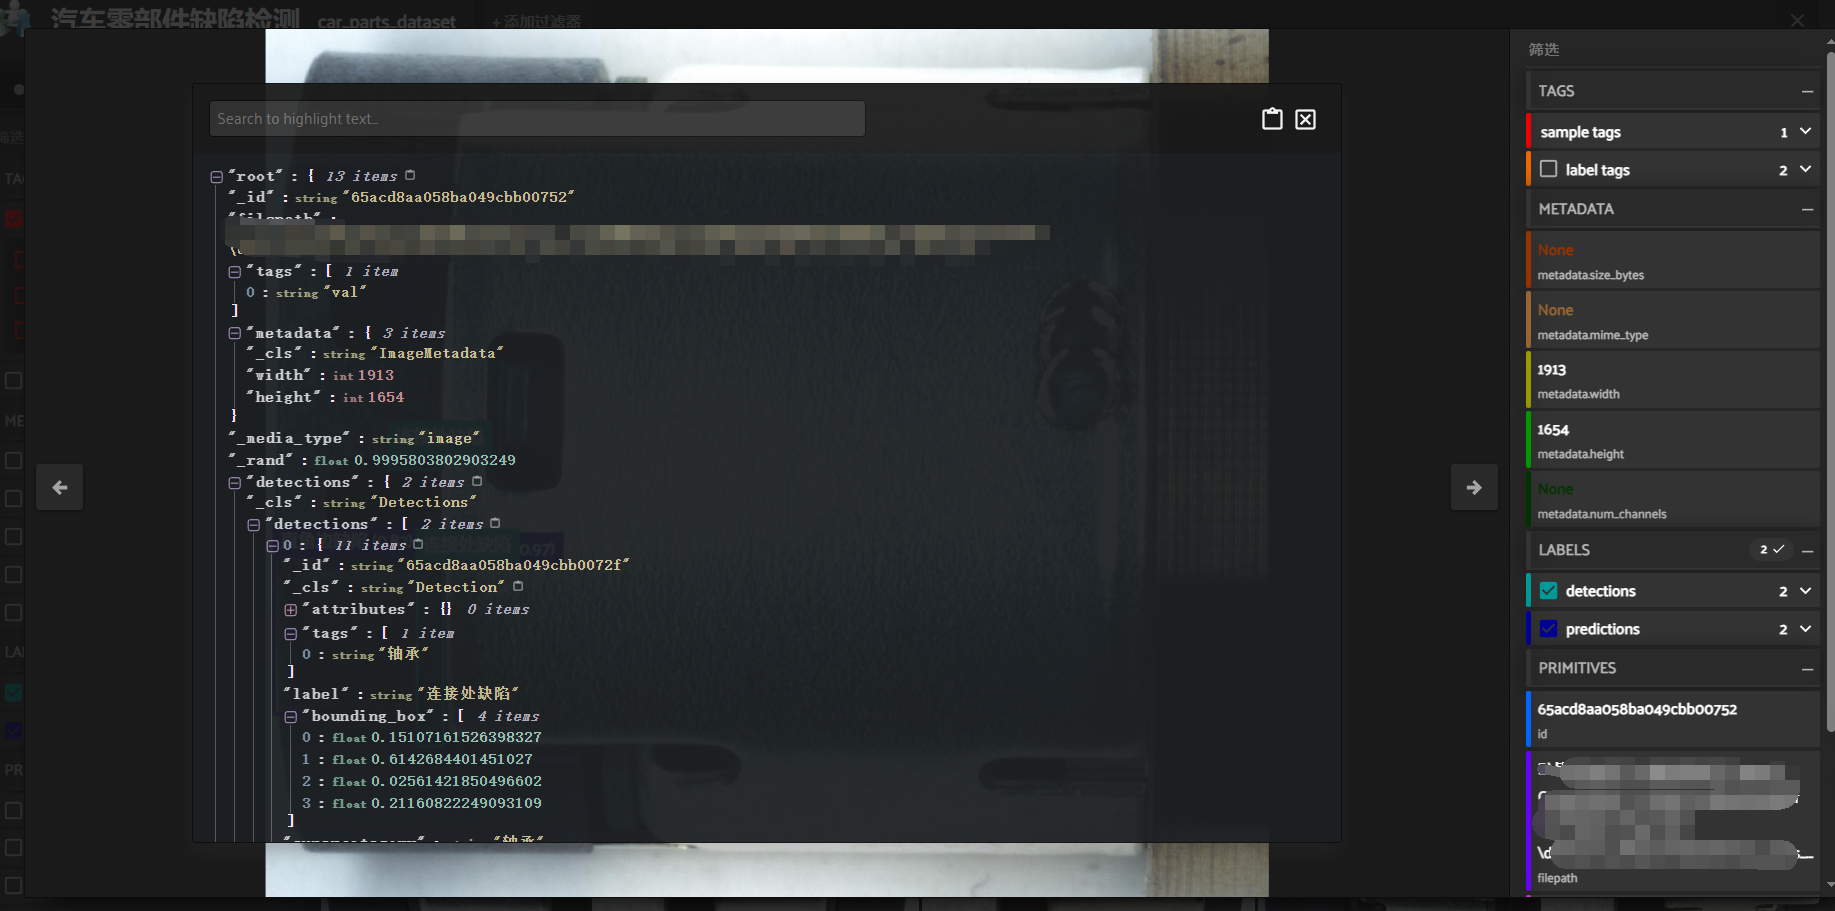 汽车零部件缺陷检测 car_parts_dataset +添加过滤器
Search to highlight text...
"root" : { 13 items
"_id" : string "65acd8aa058ba049cbb00752"
"filepath" :
"tags" : [ 1 item
0 : string "val"
]
"metadata" : { 3 items
"_cls" : string "ImageMetadata"
"width" : int 1913
"height" : int 1654
}
"_media_type" : string "image"
"_rand" : float 0.9995803802903249
"detections" : { 2 items
"_cls" : string "Detections"
"detections" : [ 2 items
0 : { 11 items
"_id" : string "65acd8aa058ba049cbb0072f"
"_cls" : string "Detection"
"attributes" : {} 0 items
"tags" : [ 1 item
0 : string "轴承"
]
"label" : string "连接处缺陷"
"bounding_box" : [ 4 items
0 : float 0.15107161526398327
1 : float 0.6142684401451027
2 : float 0.02561421850496602
3 : float 0.21160822249093109
]
筛选
TAGS
sample tags 1
label tags 2
METADATA
None
metadata.size_bytes
None
metadata.mime_type
1913
metadata.width
1654
metadata.height
None
metadata.num_channels
LABELS 2
detections 2
predictions 2
PRIMITIVES
65acd8aa058ba049cbb00752
id
filepath